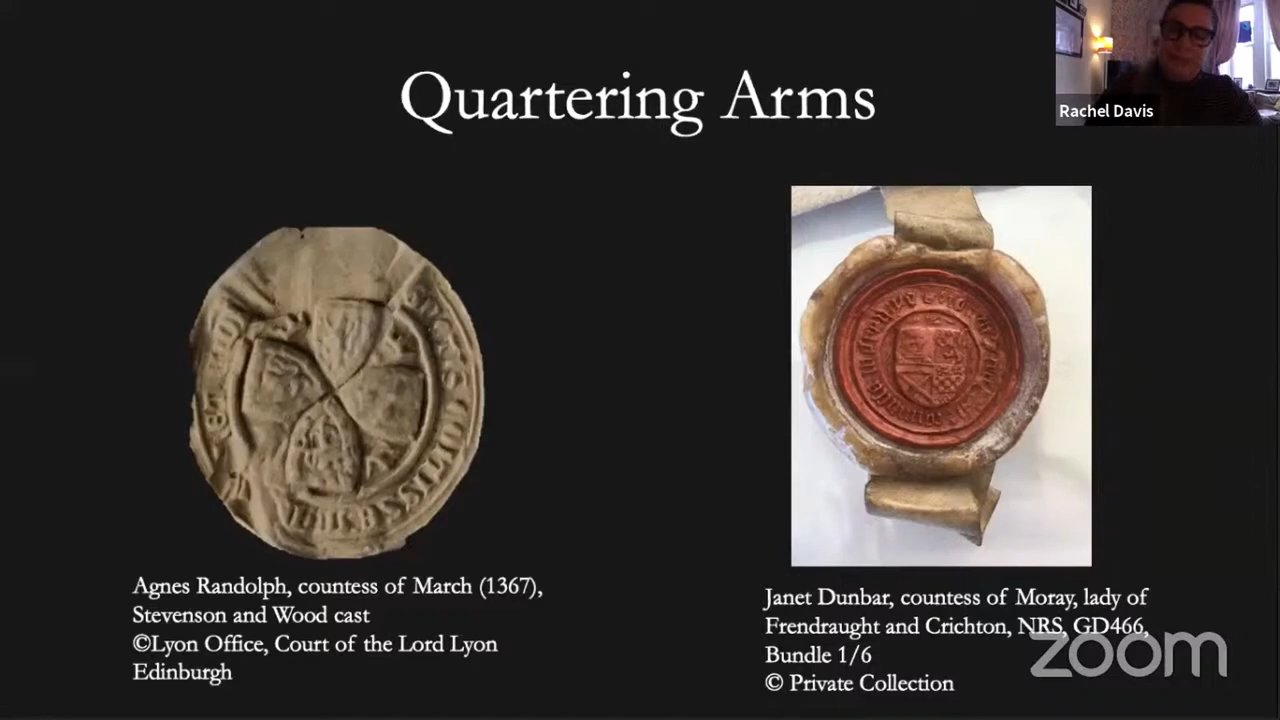 Quartering Arms
Rachel Davis
Agnes Randolph, countess of March (1367),
Stevenson and Wood cast
©Lyon Office, Court of the Lord Lyon
Edinburgh
Janet Dunbar, countess of Moray, lady of
Frendraught and Crichton, NRS, GD466,
Bundle 1/6
© Private Collection
zoom